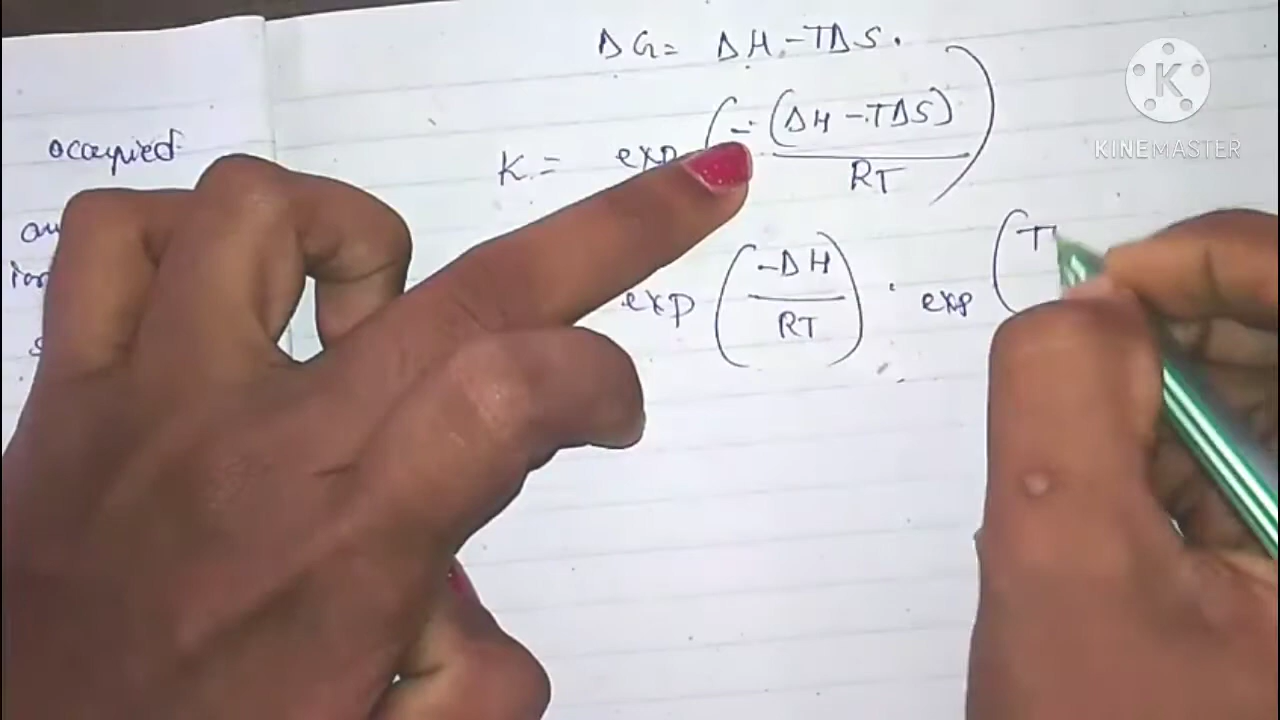 ΔG = ΔH - TΔS.
K = exp (-(ΔH - TΔS) / RT)
exp (-ΔH / RT) . exp (T
occupied
KINEMASTER